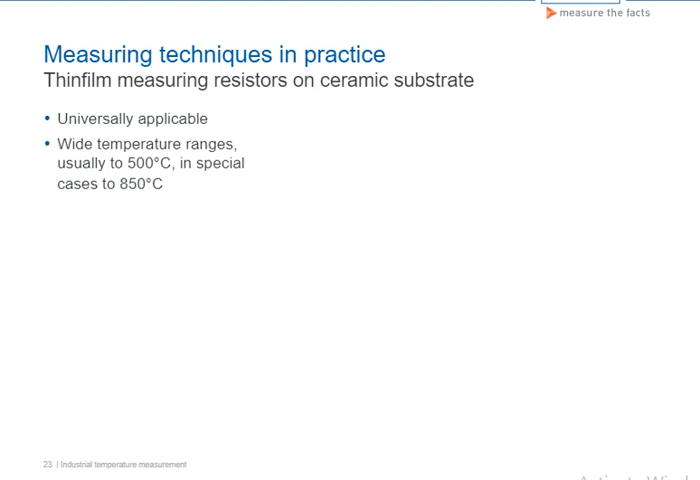 measure the facts
Measuring techniques in practice
Thinfilm measuring resistors on ceramic substrate
• Universally applicable
• Wide temperature ranges,
usually to 500°C, in special
cases to 850°C
23 | Industrial temperature measurement